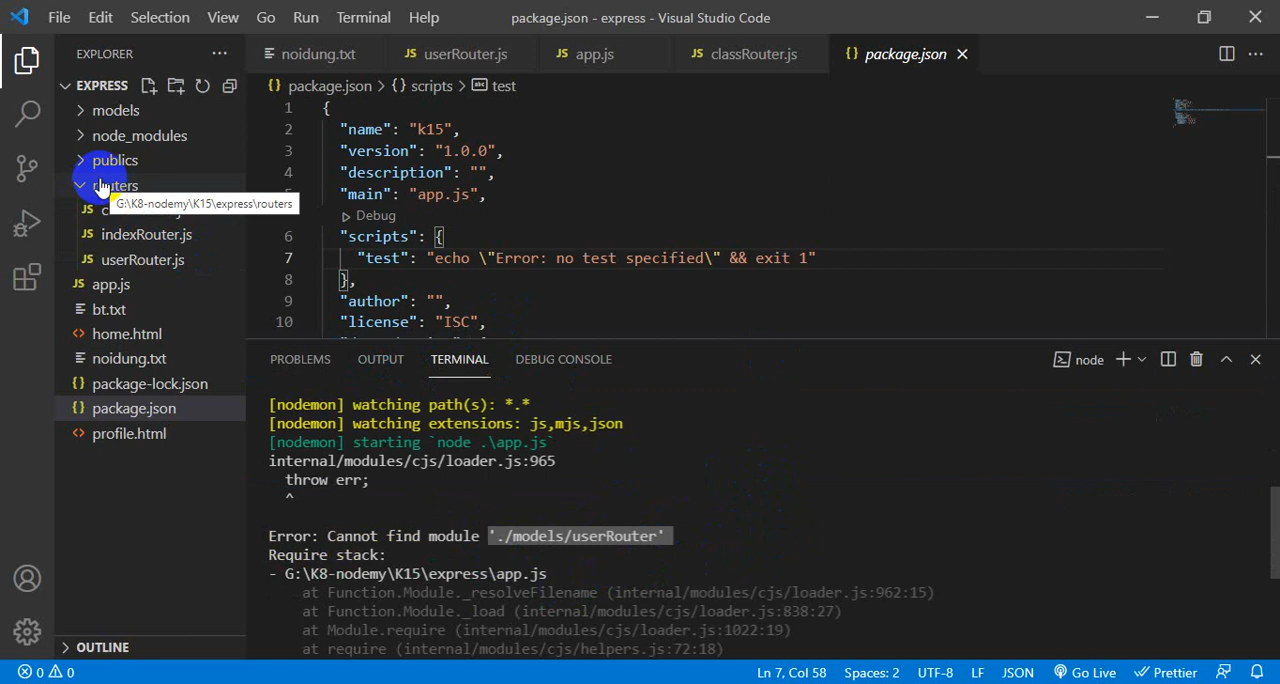 File Edit Selection View Go Run Terminal Help package.json - express - Visual Studio Code
EXPLORER
noidung.txt
JS userRouter.js
JS app.js
JS classRouter.js
{} package.json
EXPRESS
{} package.json > {} scripts > abc test
models
node_modules
publics
routers
G:\K8-nodemy\K15\express\routers
JS
JS indexRouter.js
JS userRouter.js
JS app.js
bt.txt
<> home.html
noidung.txt
{} package-lock.json
{} package.json
<> profile.html
1 {
2 "name": "k15",
3 "version": "1.0.0",
4 "description": "",
5 "main": "app.js",
Debug
6 "scripts": {
7 "test": "echo \"Error: no test specified\" && exit 1"
8 },
9 "author": "",
10 "license": "ISC",
PROBLEMS OUTPUT TERMINAL DEBUG CONSOLE
node
[nodemon] watching path(s): *.*
[nodemon] watching extensions: js,mjs,json
[nodemon] starting `node .\app.js`
internal/modules/cjs/loader.js:965
throw err;
^
Error: Cannot find module './models/userRouter'
Require stack:
- G:\K8-nodemy\K15\express\app.js
at Function.Module._resolveFilename (internal/modules/cjs/loader.js:962:15)
at Function.Module._load (internal/modules/cjs/loader.js:838:27)
at Module.require (internal/modules/cjs/loader.js:1022:19)
at require (internal/modules/cjs/helpers.js:72:18)
OUTLINE
0 0 Ln 7, Col 58 Spaces: 2 UTF-8 LF JSON Go Live Prettier